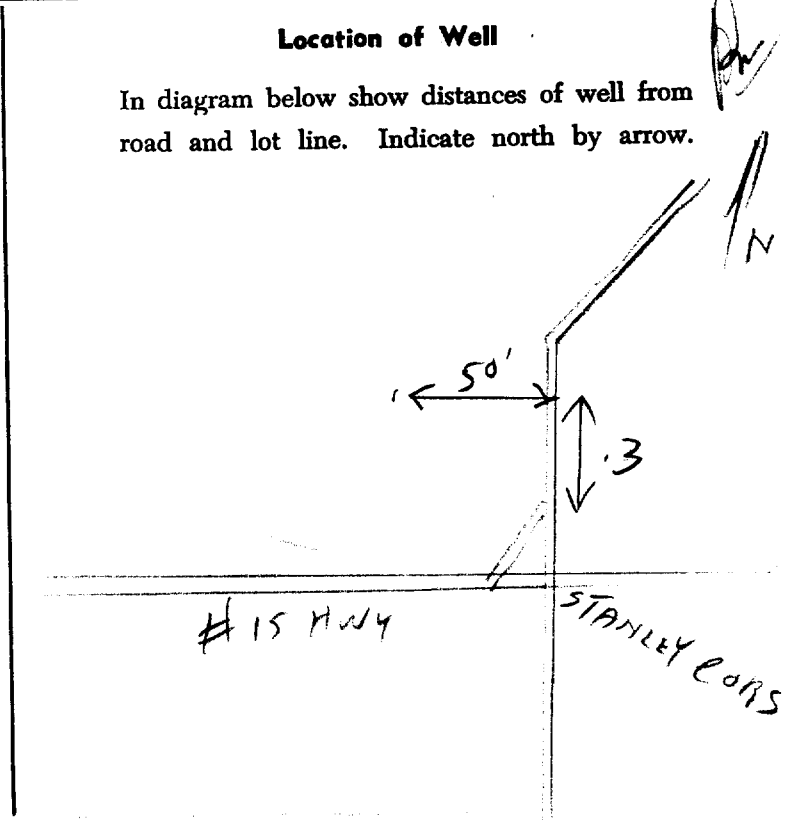 Location of Well
In diagram below show distances of well from
road and lot line. Indicate north by arrow.
N
50'
.3
# 15 HWY
STANLEY CORS